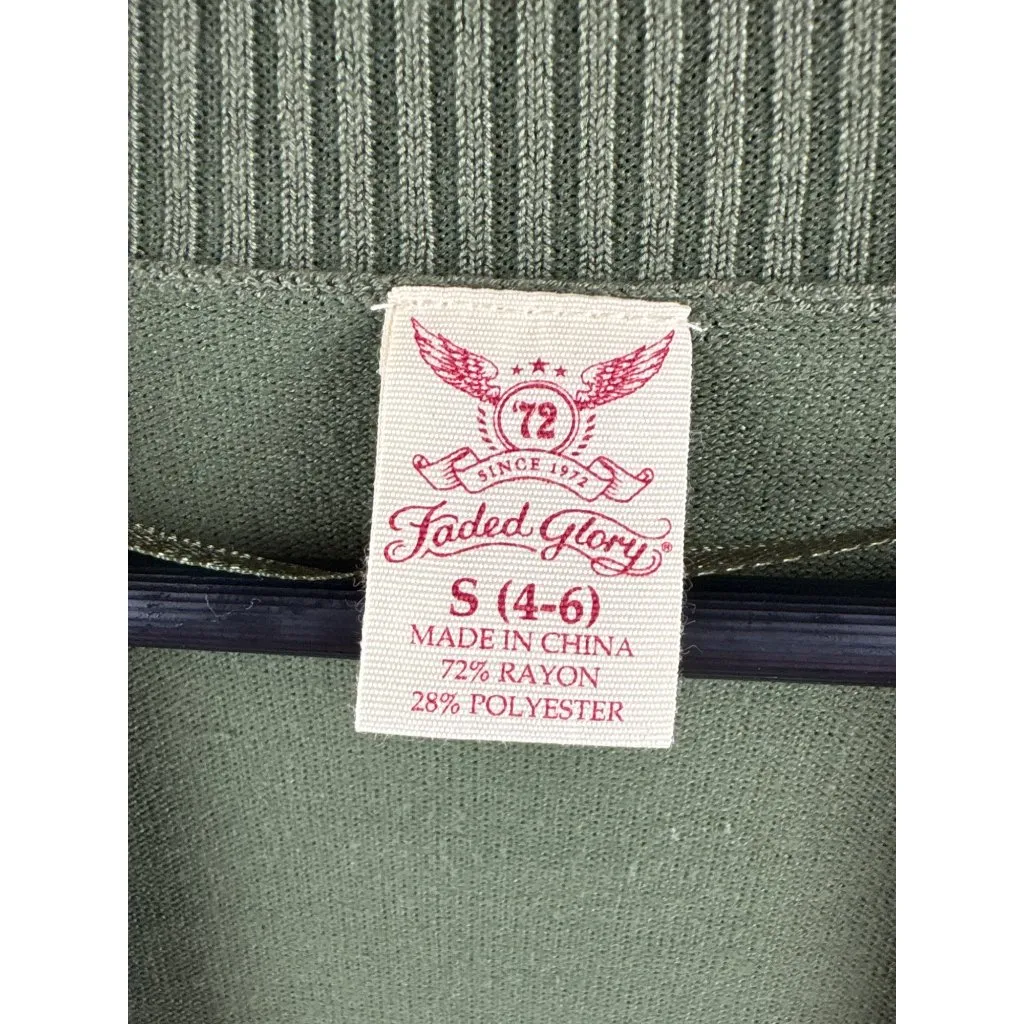 '72
SINCE 1972
Faded Glory®
S (4-6)
MADE IN CHINA
72% RAYON
28% POLYESTER